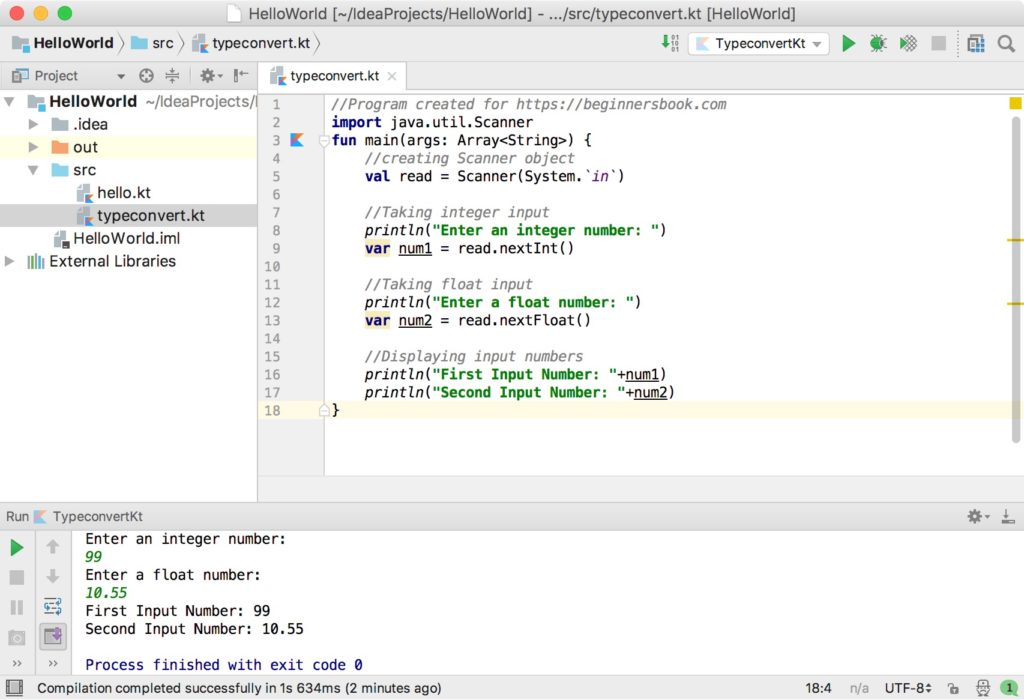 HelloWorld [~/IdeaProjects/HelloWorld] - .../src/typeconvert.kt [HelloWorld]
HelloWorld src typeconvert.kt TypeconvertKt
Project typeconvert.kt
HelloWorld ~/IdeaProjects/
.idea
out
src
hello.kt
typeconvert.kt
HelloWorld.iml
External Libraries
1 //Program created for https://beginnersbook.com
2 import java.util.Scanner
3 fun main(args: Array<String>) {
4 //creating Scanner object
5 val read = Scanner(System.`in`)
6
7 //Taking integer input
8 println("Enter an integer number: ")
9 var num1 = read.nextInt()
10
11 //Taking float input
12 println("Enter a float number: ")
13 var num2 = read.nextFloat()
14
15 //Displaying input numbers
16 println("First Input Number: "+num1)
17 println("Second Input Number: "+num2)
18 }
Run TypeconvertKt
Enter an integer number:
99
Enter a float number:
10.55
First Input Number: 99
Second Input Number: 10.55
Process finished with exit code 0
Compilation completed successfully in 1s 634ms (2 minutes ago) 18:4 n/a UTF-8 1